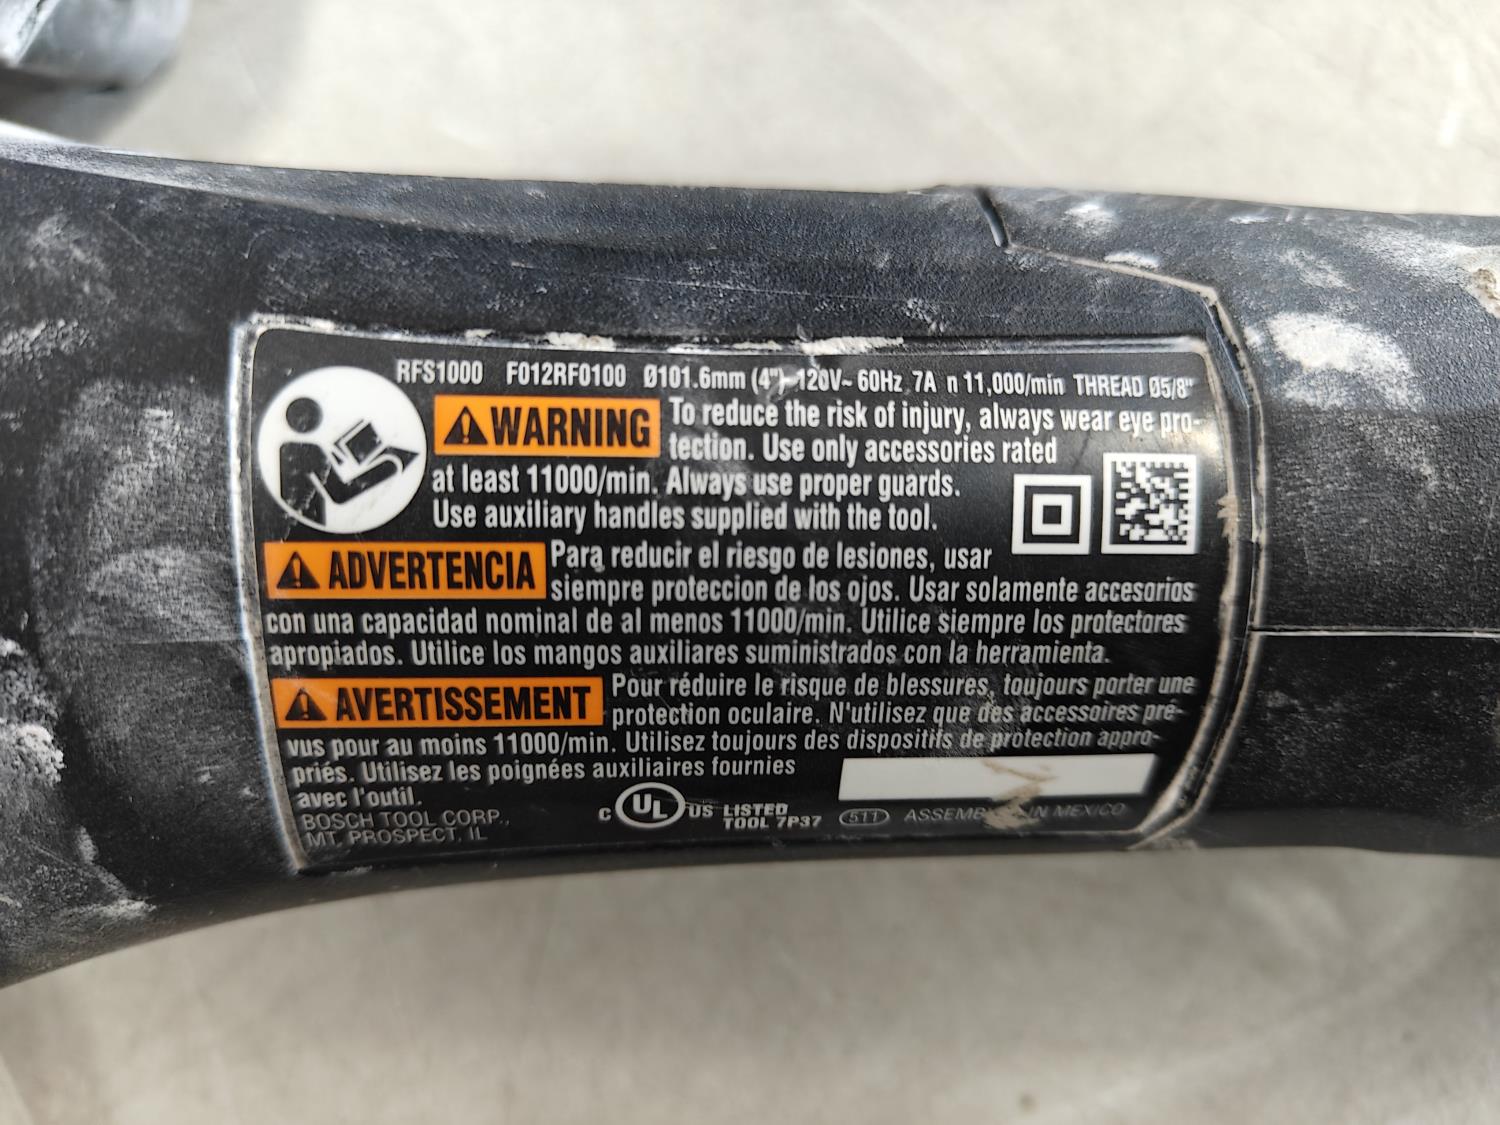 RFS1000 F012RF0100 Ø101.6mm (4") 120V~ 60Hz 7A n 11,000/min THREAD Ø5/8"
⚠WARNING To reduce the risk of injury, always wear eye pro-
tection. Use only accessories rated
at least 11000/min. Always use proper guards.
Use auxiliary handles supplied with the tool.
⚠ADVERTENCIA Para reducir el riesgo de lesiones, usar
siempre proteccion de los ojos. Usar solamente accesorios
con una capacidad nominal de al menos 11000/min. Utilice siempre los protectores
apropiados. Utilice los mangos auxiliares suministrados con la herramienta.
⚠AVERTISSEMENT Pour réduire le risque de blessures, toujours porter une
protection oculaire. N'utilisez que des accessoires pré-
vus pour au moins 11000/min. Utilisez toujours des dispositifs de protection appro-
priés. Utilisez les poignées auxiliaires fournies
avec l'outil.
BOSCH TOOL CORP.,
MT. PROSPECT, IL
C UL US LISTED
TOOL 7P37
511 IN MEXICO